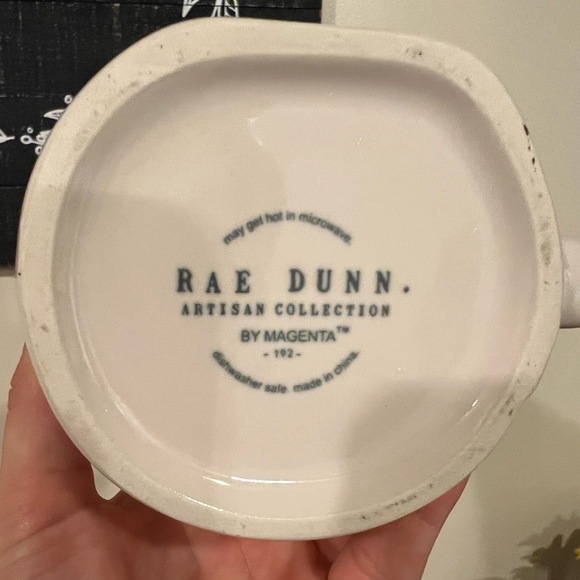 may get hot in microwave.
RAE DUNN.
ARTISAN COLLECTION
BY MAGENTA™
- 192 -
dishwasher safe. made in china.